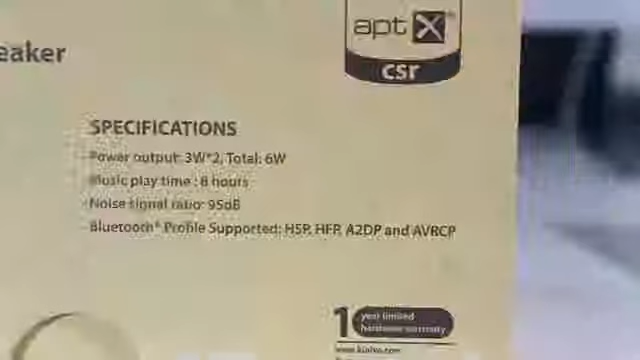 aptX
eaker
csr
SPECIFICATIONS
Power output: 3W*2, Total: 6W
Music play time : 8 hours
Noise signal ratio: 95dB
Bluetooth® Profile Supported: HSP, HFP, A2DP and AVRCP
1 year limited
hardware warranty